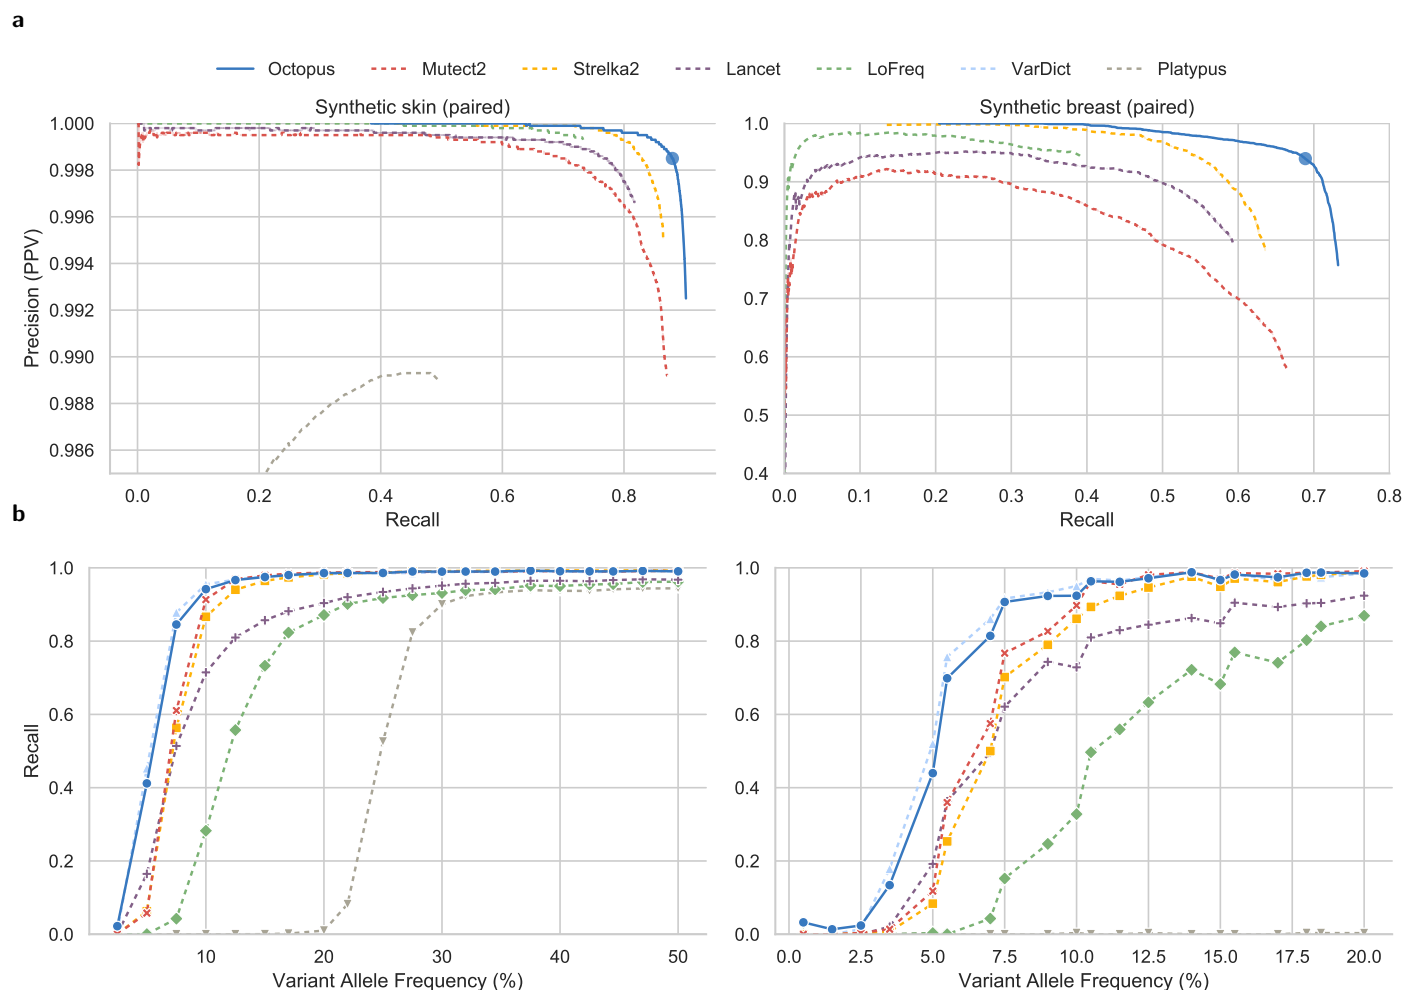 a
Octopus Mutect2 Strelka2 Lancet LoFreq VarDict Platypus
Synthetic skin (paired)
Precision (PPV)
1.000
0.998
0.996
0.994
0.992
0.990
0.988
0.986
0.0 0.2 0.4 0.6 0.8
Recall
Synthetic breast (paired)
1.0
0.9
0.8
0.7
0.6
0.5
0.4
0.0 0.1 0.2 0.3 0.4 0.5 0.6 0.7 0.8
Recall
b
Recall
1.0
0.8
0.6
0.4
0.2
0.0
10 20 30 40 50
Variant Allele Frequency (%)
1.0
0.8
0.6
0.4
0.2
0.0
0.0 2.5 5.0 7.5 10.0 12.5 15.0 17.5 20.0
Variant Allele Frequency (%)